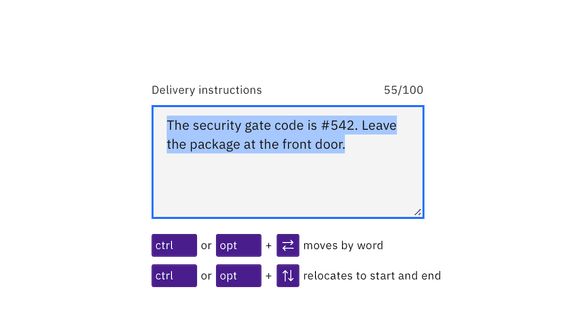 Delivery instructions 55/100
The security gate code is #542. Leave
the package at the front door.
ctrl or opt + ⇄ moves by word
ctrl or opt + ⇅ relocates to start and end